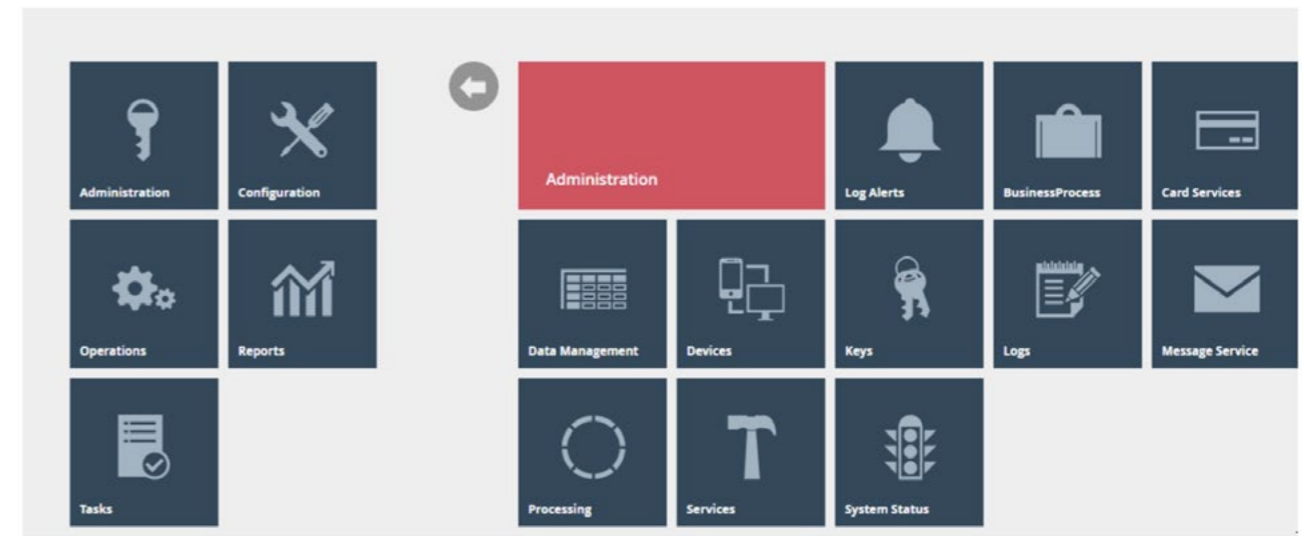 Administration
Configuration
Operations
Reports
Tasks
Administration
Log Alerts
BusinessProcess
Card Services
Data Management
Devices
Keys
Logs
Message Service
Processing
Services
System Status